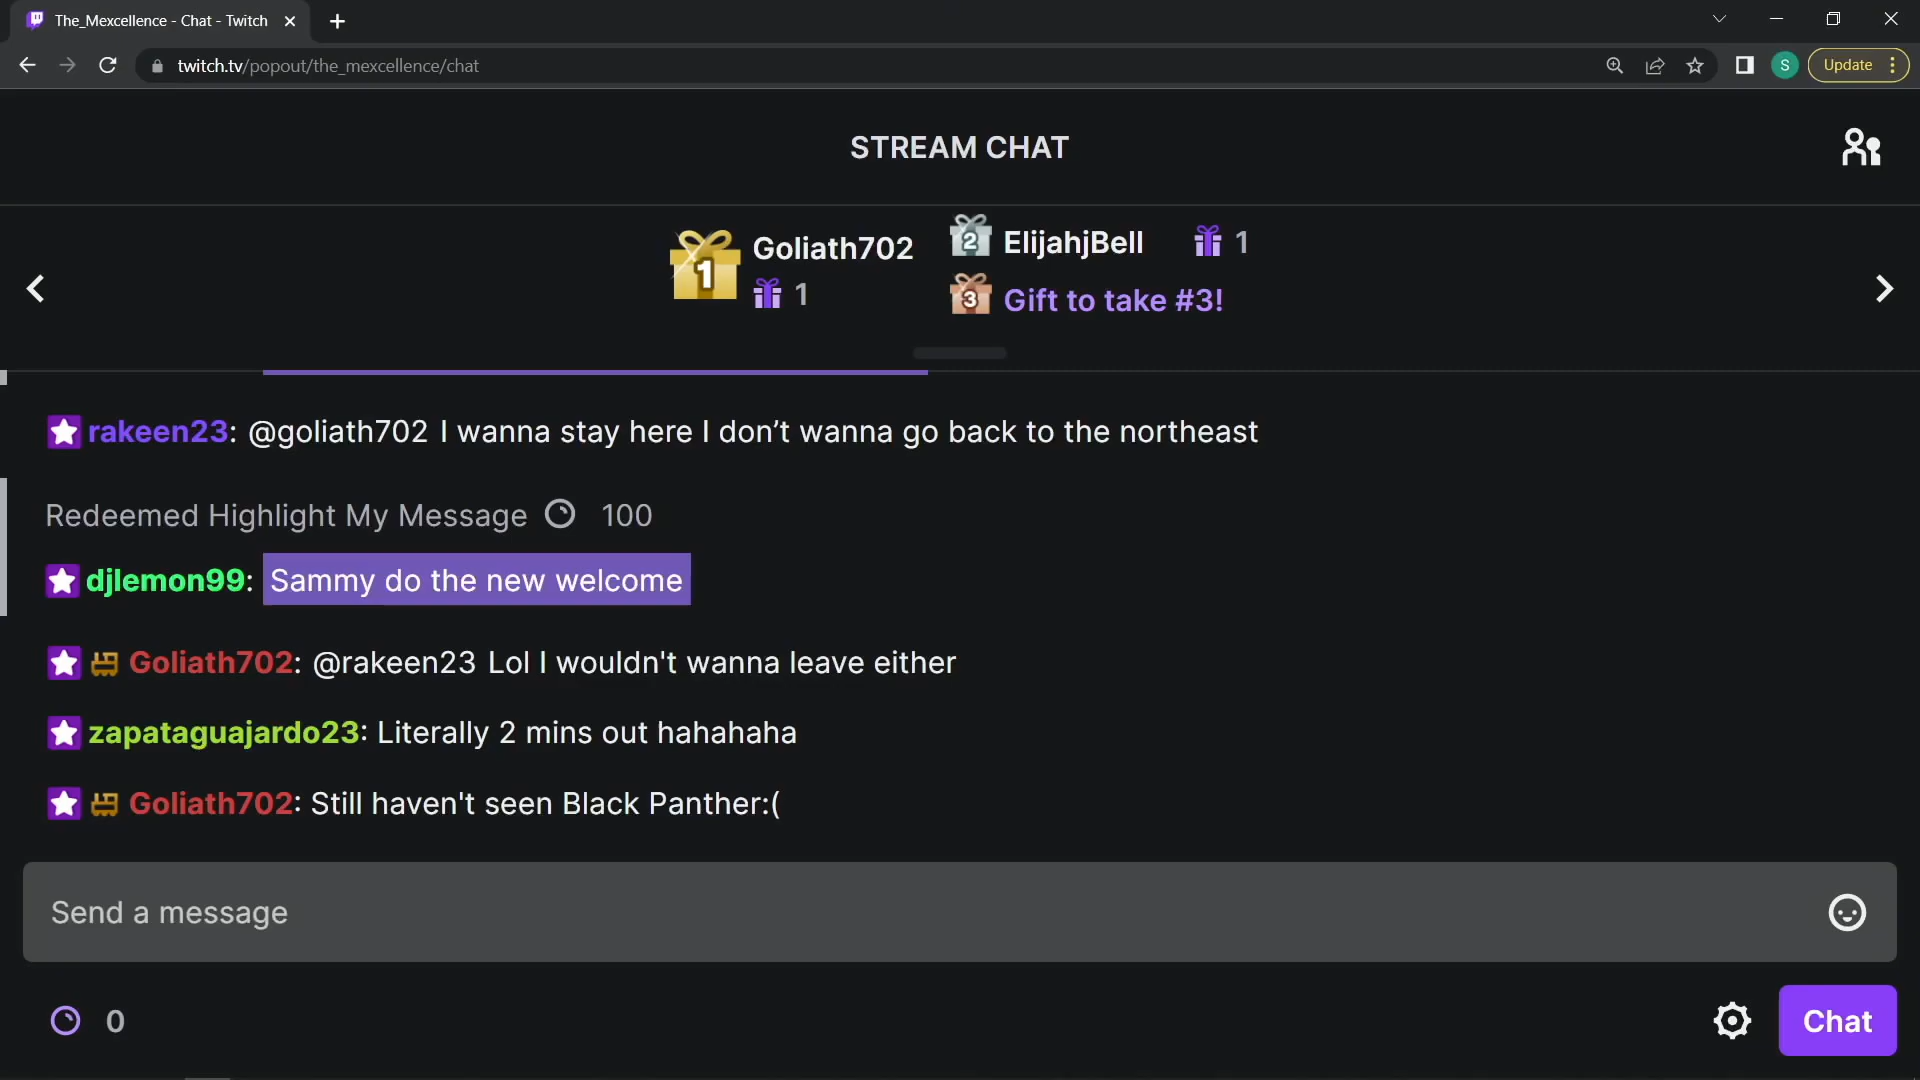 The_Mexcellence - Chat - Twitch
twitch.tv/popout/the_mexcellence/chat
S
Update
STREAM CHAT
1
Goliath702
1
2
ElijahjBell
1
3
Gift to take #3!
rakeen23: @goliath702 I wanna stay here I don’t wanna go back to the northeast
Redeemed Highlight My Message 100
djlemon99: Sammy do the new welcome
Goliath702: @rakeen23 Lol I wouldn't wanna leave either
zapataguajardo23: Literally 2 mins out hahahaha
Goliath702: Still haven't seen Black Panther:(
Send a message
0
Chat